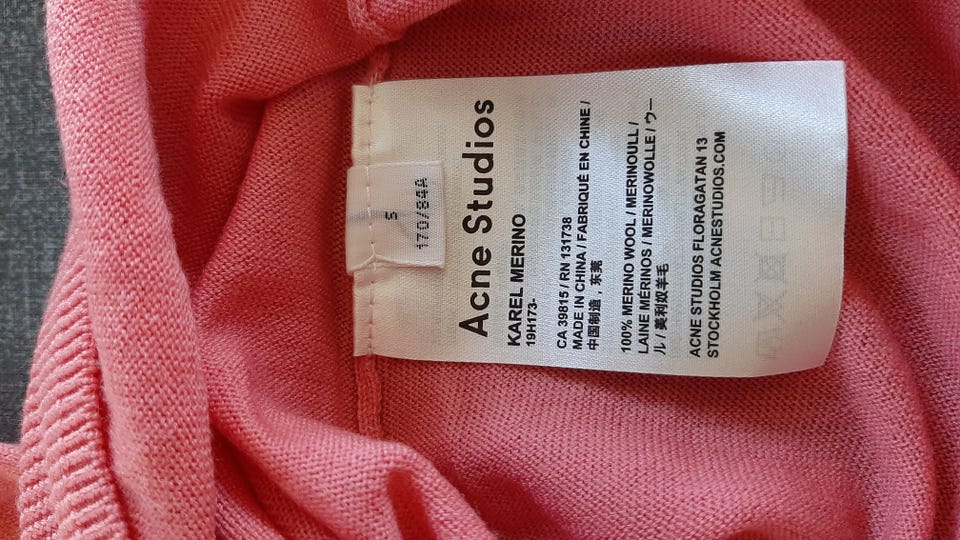 S
170/84A
Acne Studios
KAREL MERINO
19H173-
CA 39815 / RN 131738
MADE IN CHINA / FABRIQUÉ EN CHINE /
中国制造，东莞
100% MERINO WOOL / MERINOULL /
LAINE MÉRINOS / MERINOWOLLE / ウー
ル / 美利奴羊毛
ACNE STUDIOS FLORAGATAN 13
STOCKHOLM ACNESTUDIOS.COM